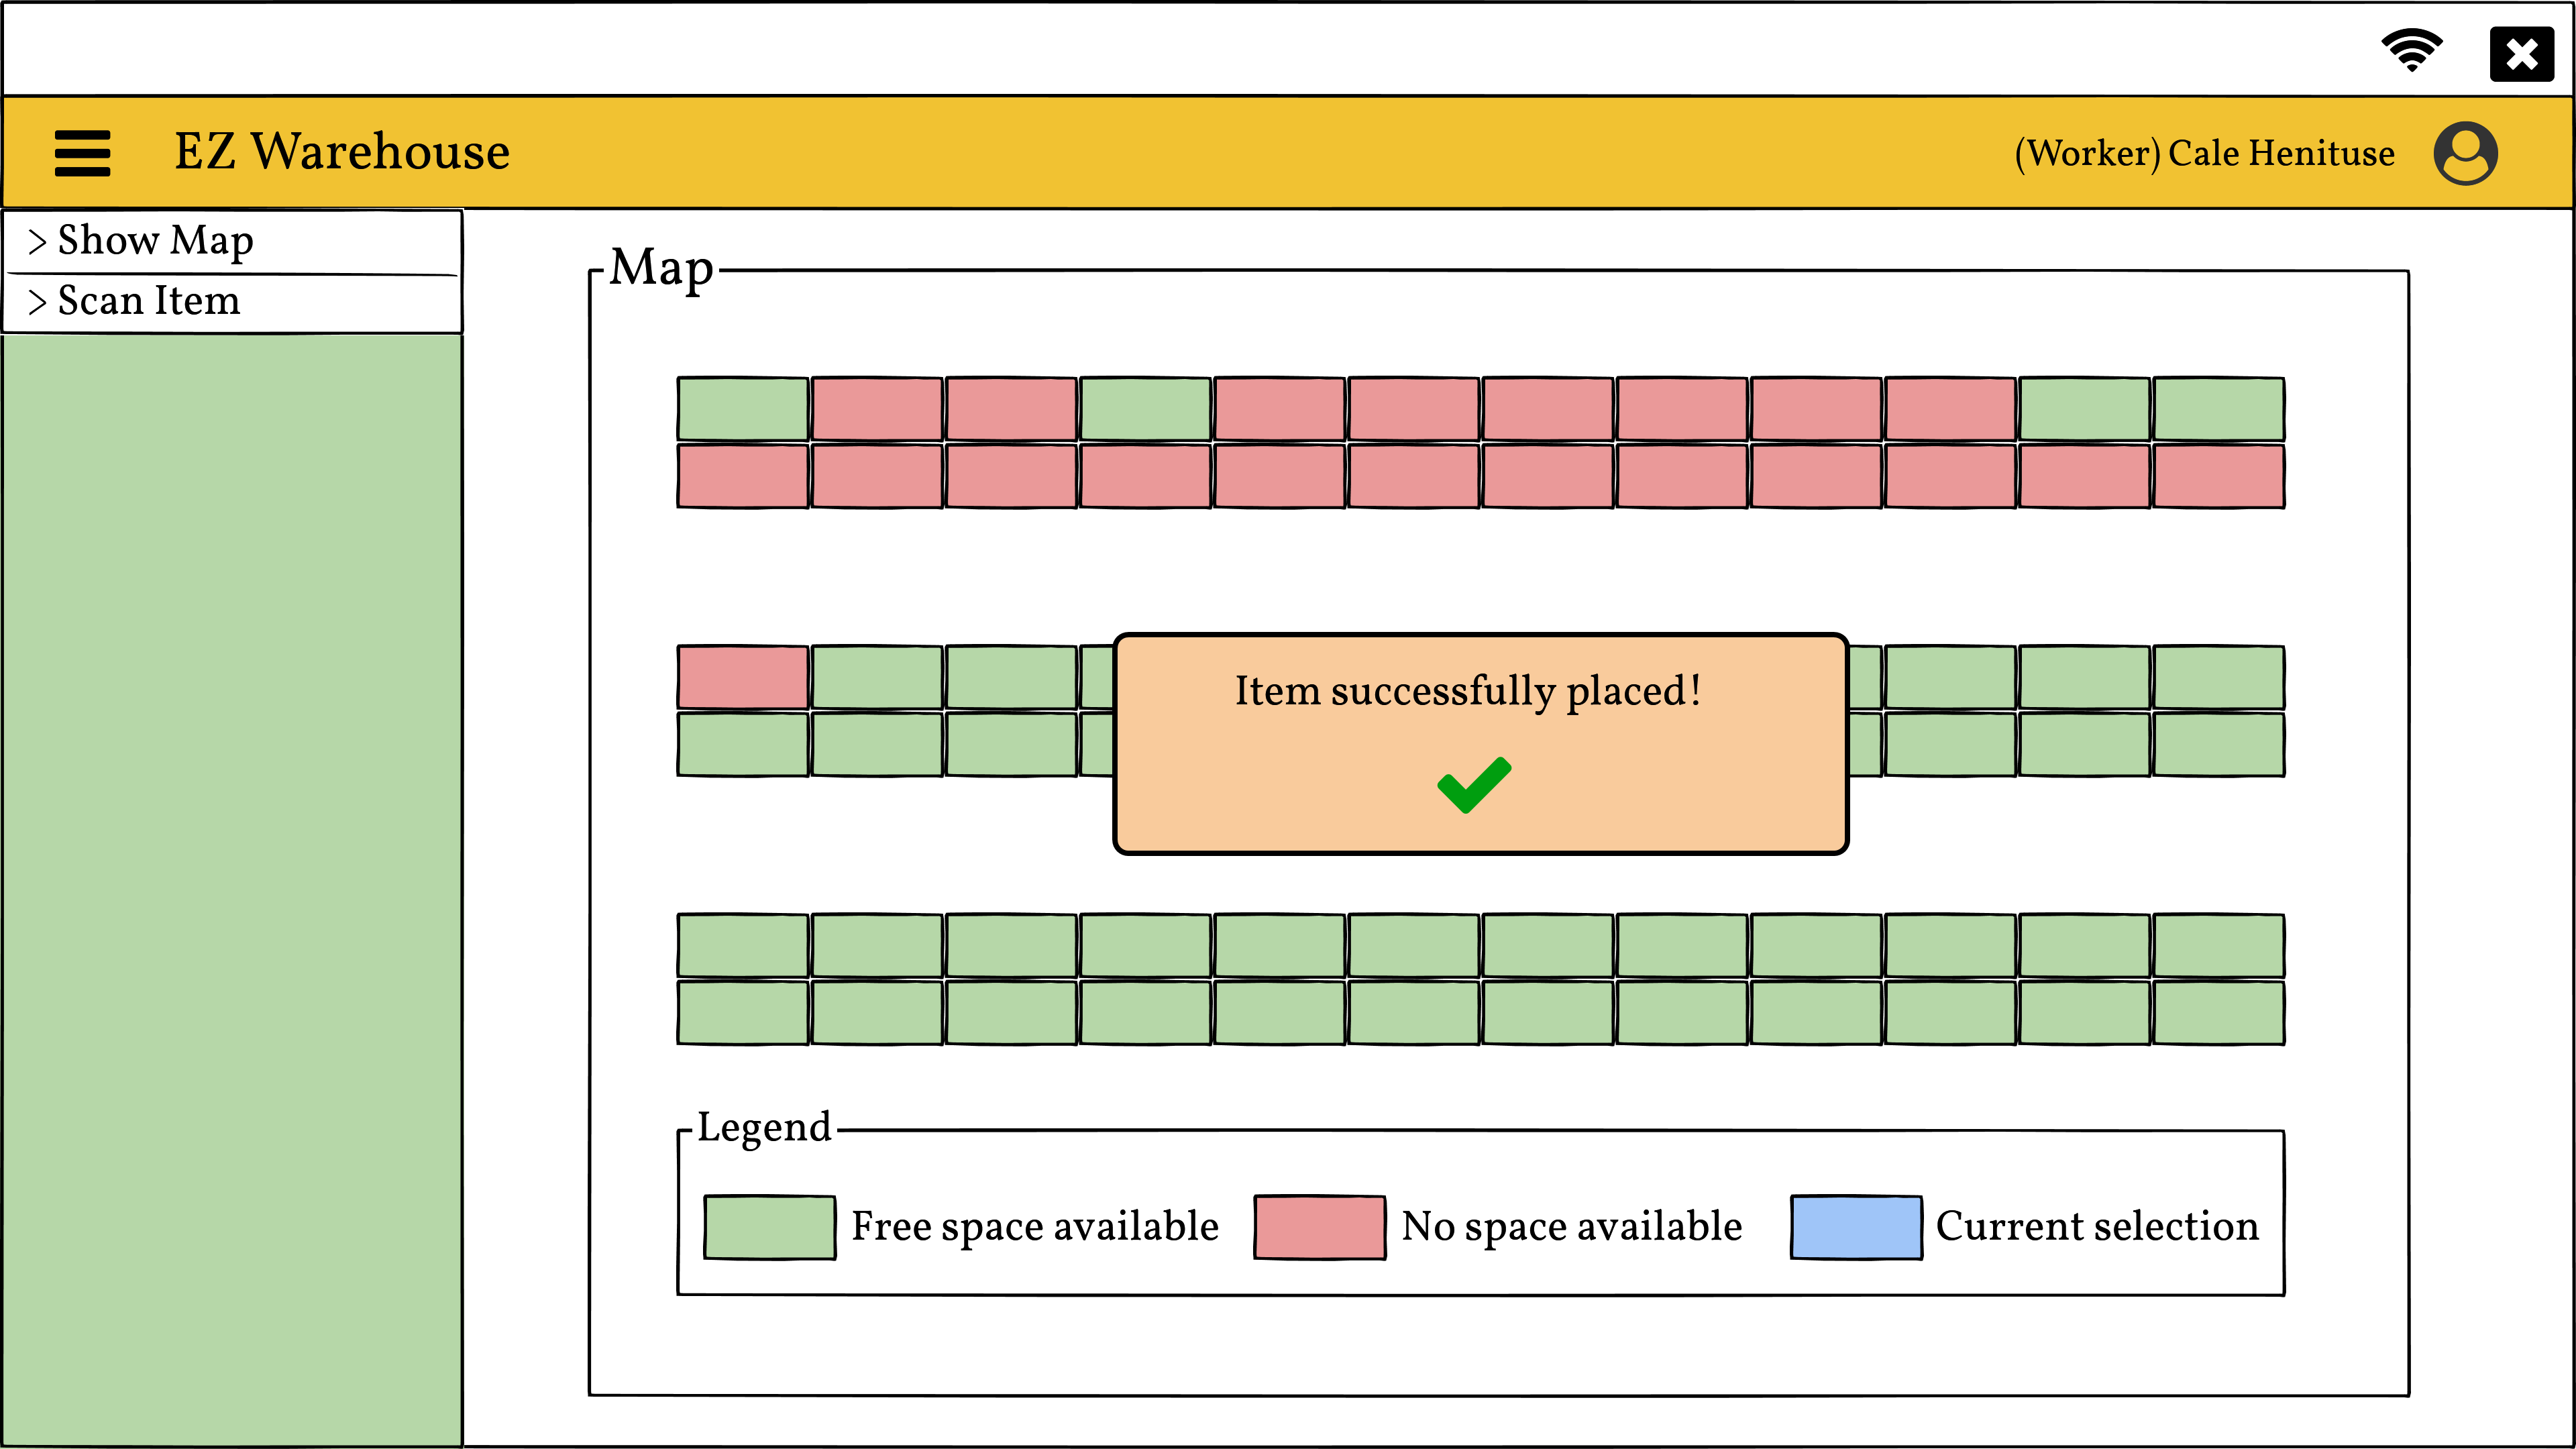 EZ Warehouse
(Worker) Cale Henituse
> Show Map
> Scan Item
Map
Item successfully placed!
Legend
Free space available
No space available
Current selection